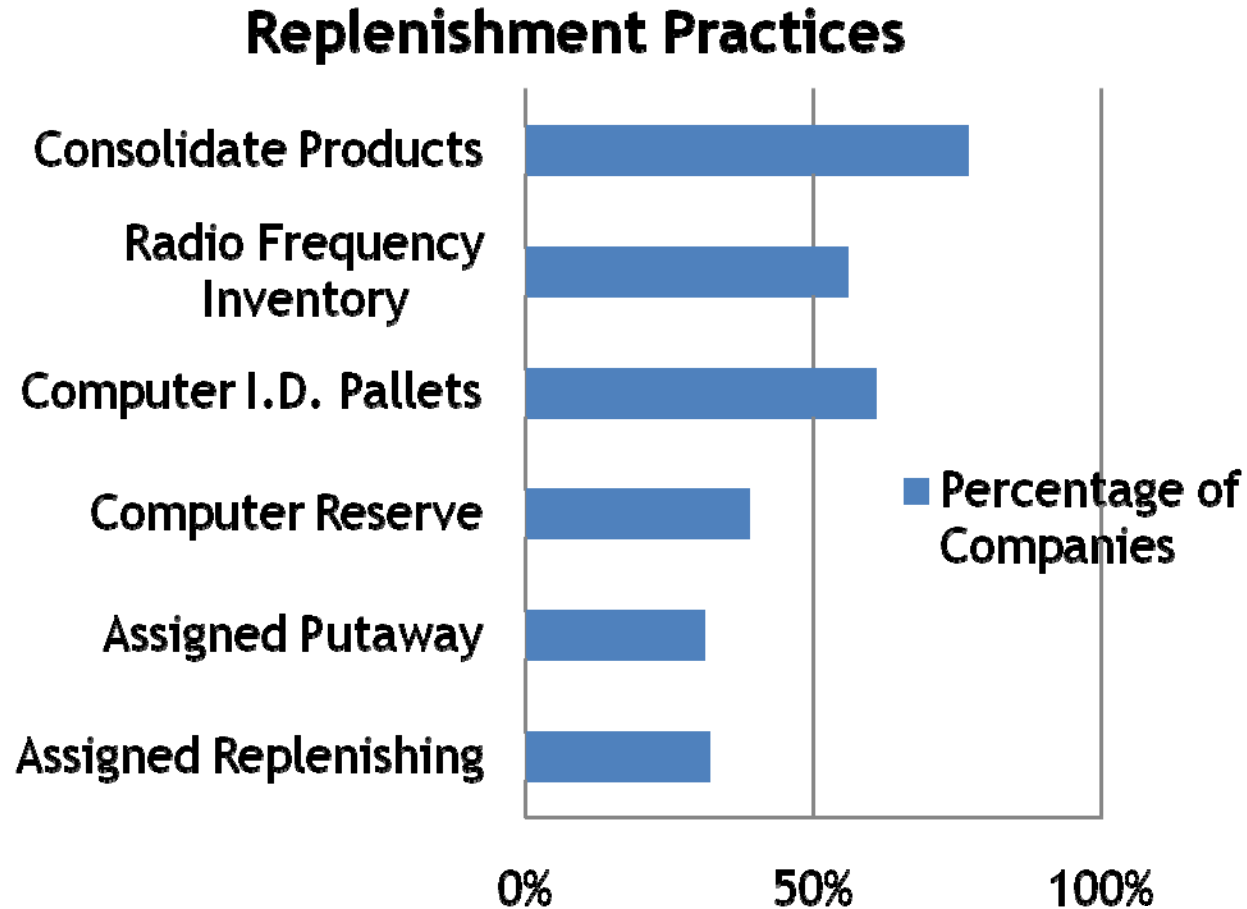 Replenishment Practices
Consolidate Products
Radio Frequency
Inventory
Computer I.D. Pallets
Computer Reserve
Assigned Putaway
Assigned Replenishing
Percentage of
Companies
0% 50% 100%